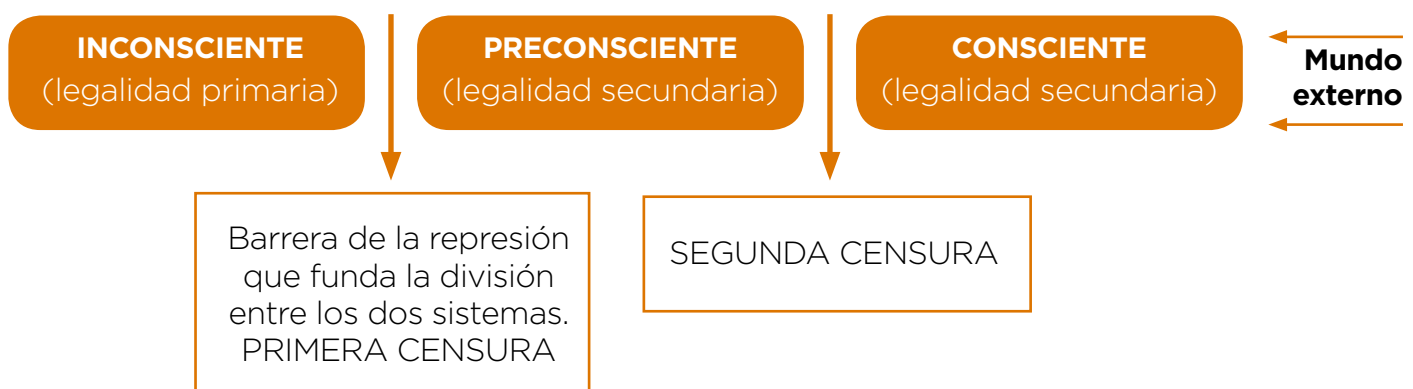 INCONSCIENTE
(legalidad primaria)
PRECONSCIENTE
(legalidad secundaria)
CONSCIENTE
(legalidad secundaria)
Mundo
externo
Barrera de la represión
que funda la división
entre los dos sistemas.
PRIMERA CENSURA
SEGUNDA CENSURA